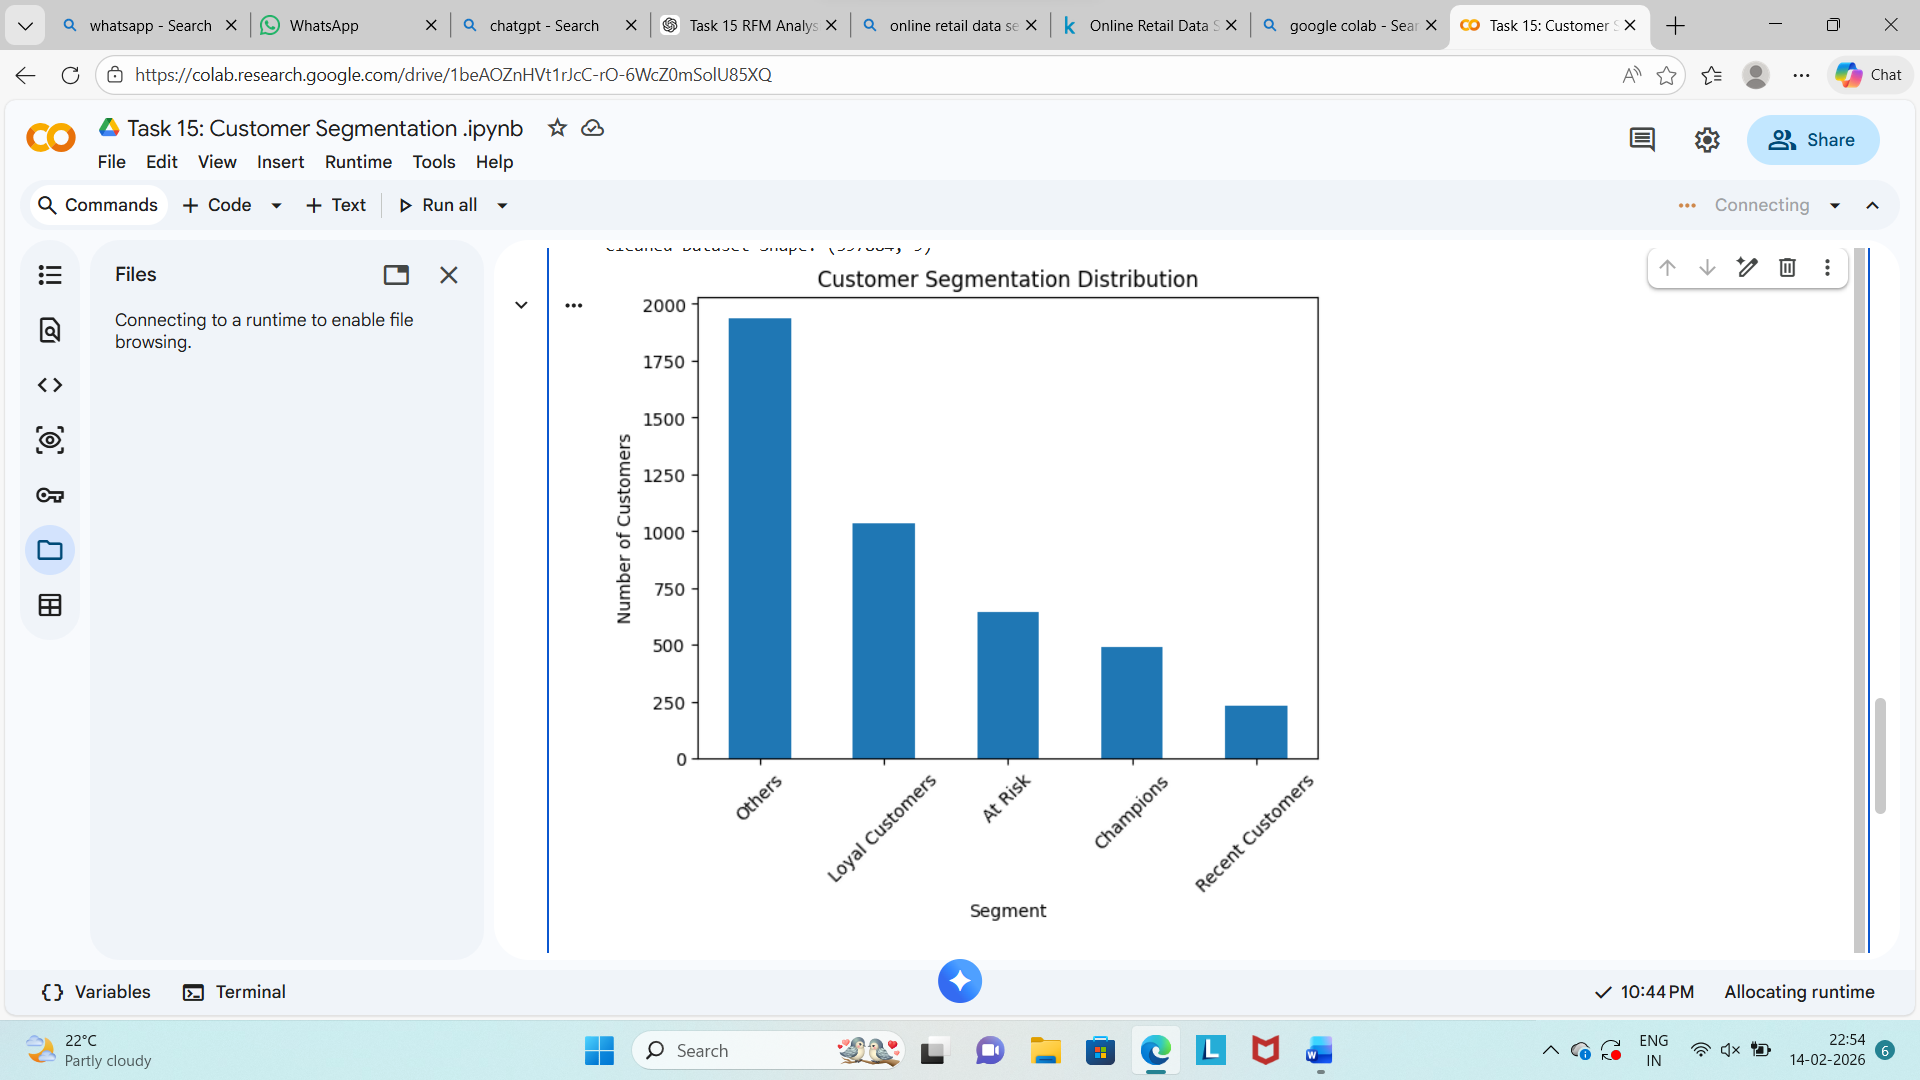 whatsapp - Search
WhatsApp
chatgpt - Search
Task 15 RFM Analys
online retail data se
Online Retail Data S
google colab - Sear
Task 15: Customer S
https://colab.research.google.com/drive/1beAOZnHVt1rJcC-rO-6WcZ0mSolU85XQ
Chat
Task 15: Customer Segmentation .ipynb
File Edit View Insert Runtime Tools Help
Share
Commands + Code + Text Run all
Connecting
Files
Connecting to a runtime to enable file
browsing.
Customer Segmentation Distribution
2000
1750
1500
1250
1000
750
500
250
0
Number of Customers
Others
Loyal Customers
At Risk
Champions
Recent Customers
Segment
Variables
Terminal
10:44 PM
Allocating runtime
22°C
Partly cloudy
Search
ENG
IN
22:54
14-02-2026
6